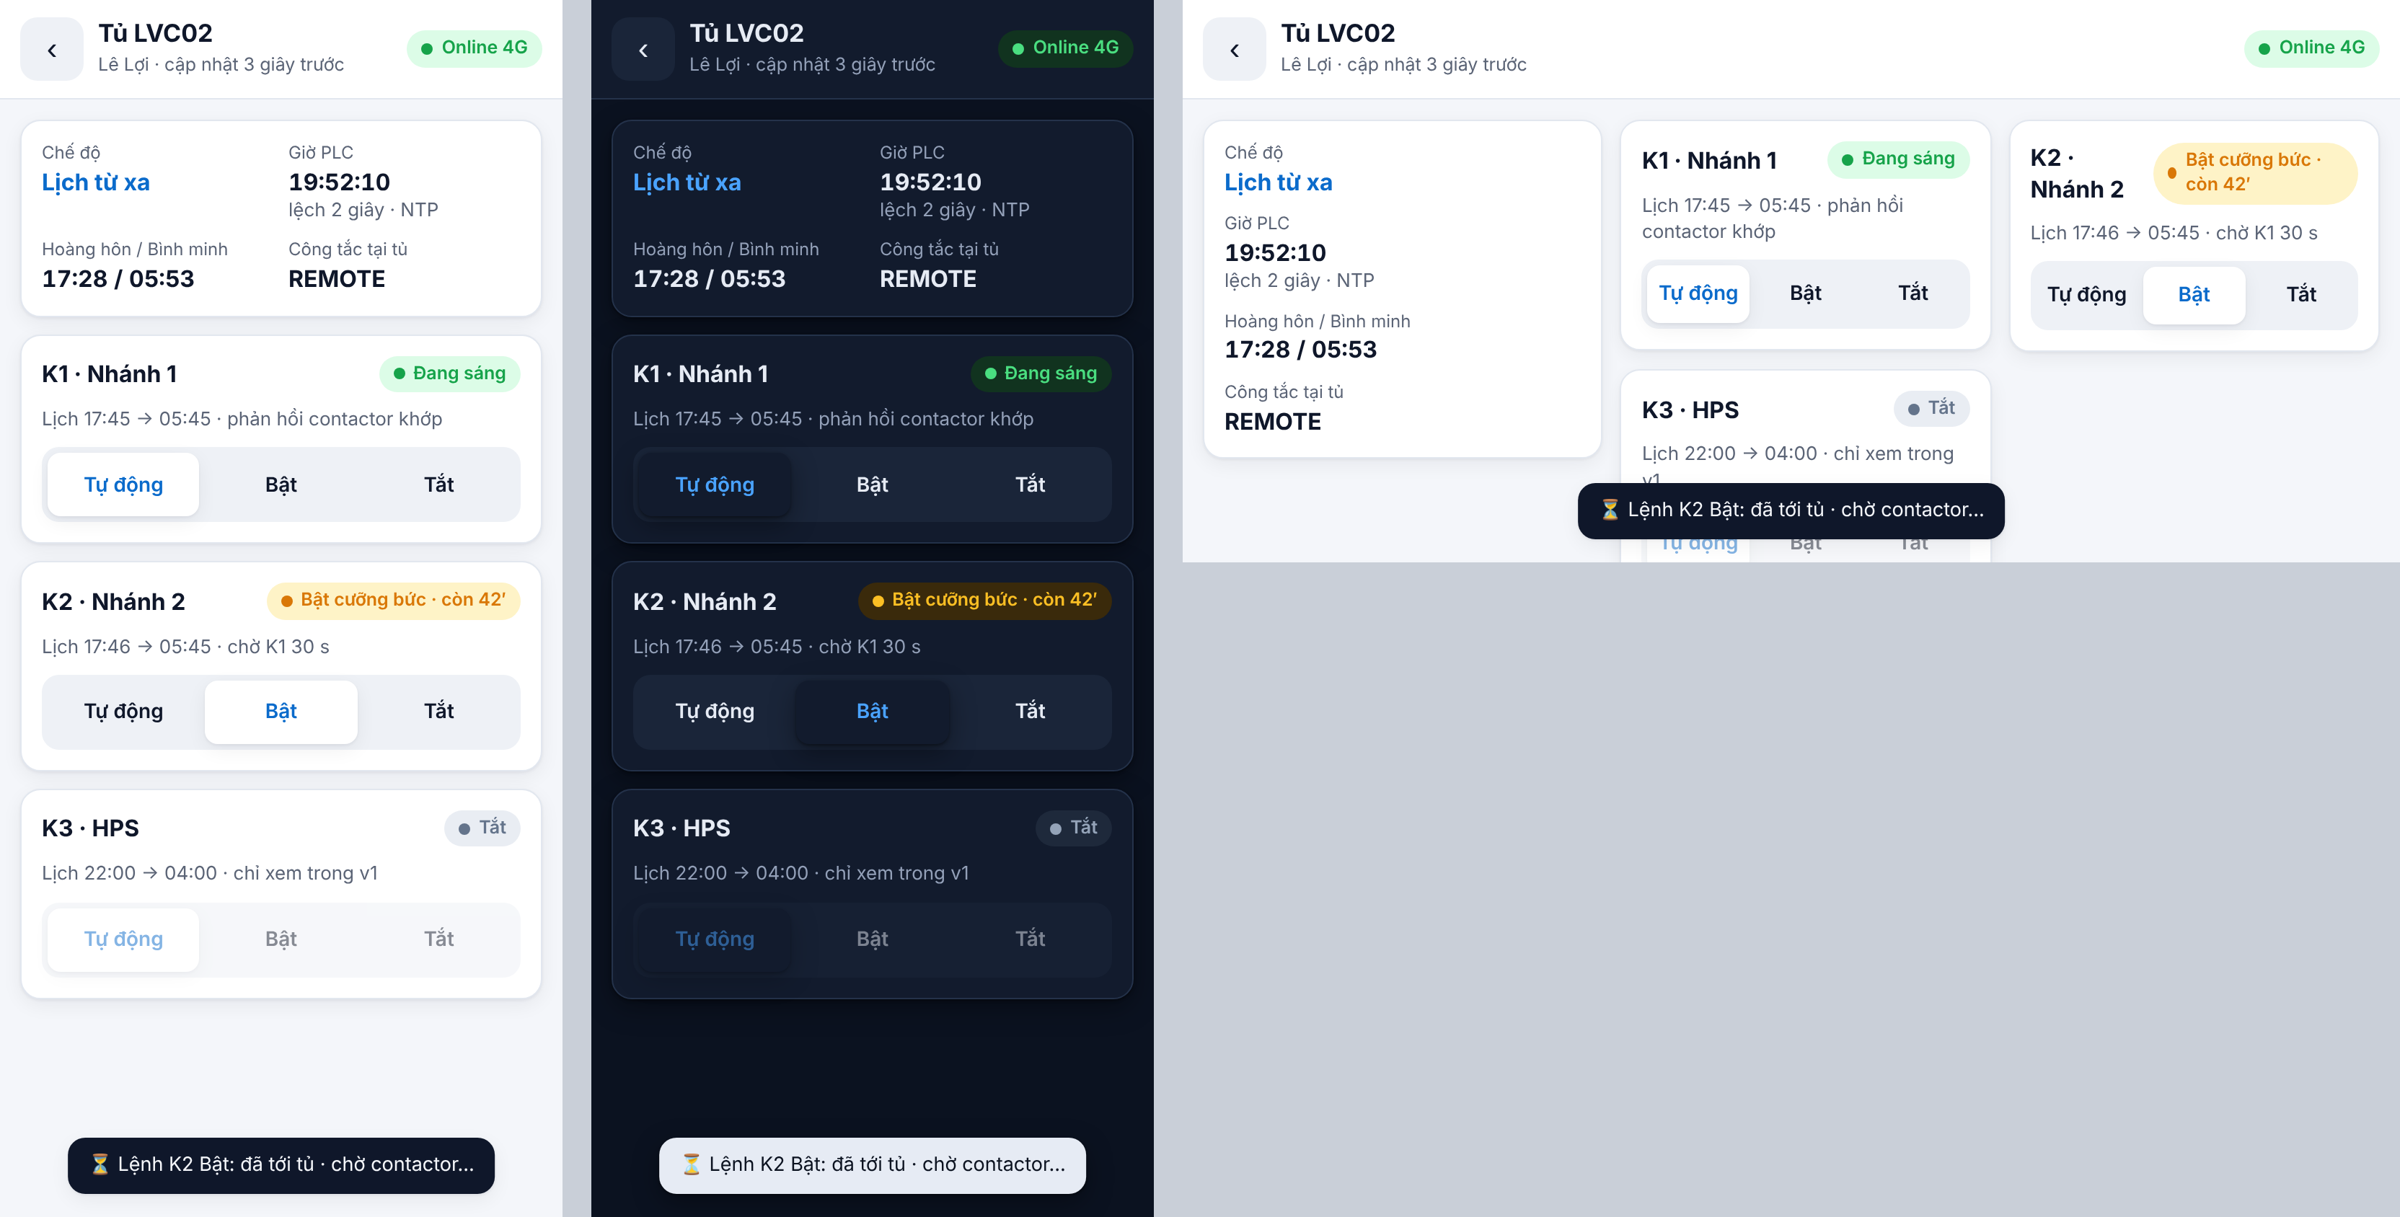 ‹
Tủ LVC02
Lê Lợi · cập nhật 3 giây trước
Online 4G
Chế độ
Lịch từ xa
Giờ PLC
19:52:10
lệch 2 giây · NTP
Hoàng hôn / Bình minh
17:28 / 05:53
Công tắc tại tủ
REMOTE
K1 · Nhánh 1
Đang sáng
Lịch 17:45 → 05:45 · phản hồi contactor khớp
Tự động
Bật
Tắt
K2 · Nhánh 2
Bật cưỡng bức · còn 42'
Lịch 17:46 → 05:45 · chờ K1 30 s
Tự động
Bật
Tắt
K3 · HPS
Tắt
Lịch 22:00 → 04:00 · chỉ xem trong v1
Tự động
Bật
Tắt
⏳ Lệnh K2 Bật: đã tới tủ · chờ contactor...
‹
Tủ LVC02
Lê Lợi · cập nhật 3 giây trước
Online 4G
Chế độ
Lịch từ xa
Giờ PLC
19:52:10
lệch 2 giây · NTP
Hoàng hôn / Bình minh
17:28 / 05:53
Công tắc tại tủ
REMOTE
K1 · Nhánh 1
Đang sáng
Lịch 17:45 → 05:45 · phản hồi contactor khớp
Tự động
Bật
Tắt
K2 · Nhánh 2
Bật cưỡng bức · còn 42'
Lịch 17:46 → 05:45 · chờ K1 30 s
Tự động
Bật
Tắt
K3 · HPS
Tắt
Lịch 22:00 → 04:00 · chỉ xem trong v1
Tự động
Bật
Tắt
⏳ Lệnh K2 Bật: đã tới tủ · chờ contactor...
‹
Tủ LVC02
Lê Lợi · cập nhật 3 giây trước
Online 4G
Chế độ
Lịch từ xa
Giờ PLC
19:52:10
lệch 2 giây · NTP
Hoàng hôn / Bình minh
17:28 / 05:53
Công tắc tại tủ
REMOTE
K1 · Nhánh 1
Đang sáng
Lịch 17:45 → 05:45 · phản hồi
contactor khớp
Tự động
Bật
Tắt
K2 ·
Nhánh 2
Bật cưỡng bức ·
còn 42'
Lịch 17:46 → 05:45 · chờ K1 30 s
Tự động
Bật
Tắt
K3 · HPS
Tắt
Lịch 22:00 → 04:00 · chỉ xem trong
v1
⏳ Lệnh K2 Bật: đã tới tủ · chờ contactor...
Tự động
Bật
Tắt